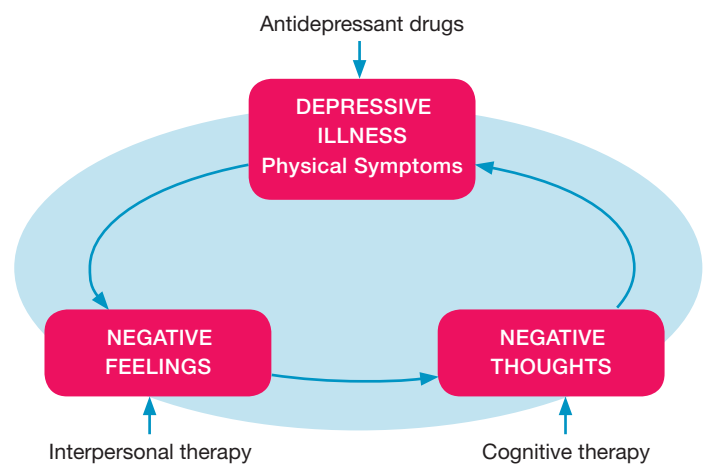 Antidepressant drugs
DEPRESSIVE
ILLNESS
Physical Symptoms
NEGATIVE
FEELINGS
NEGATIVE
THOUGHTS
Interpersonal therapy
Cognitive therapy